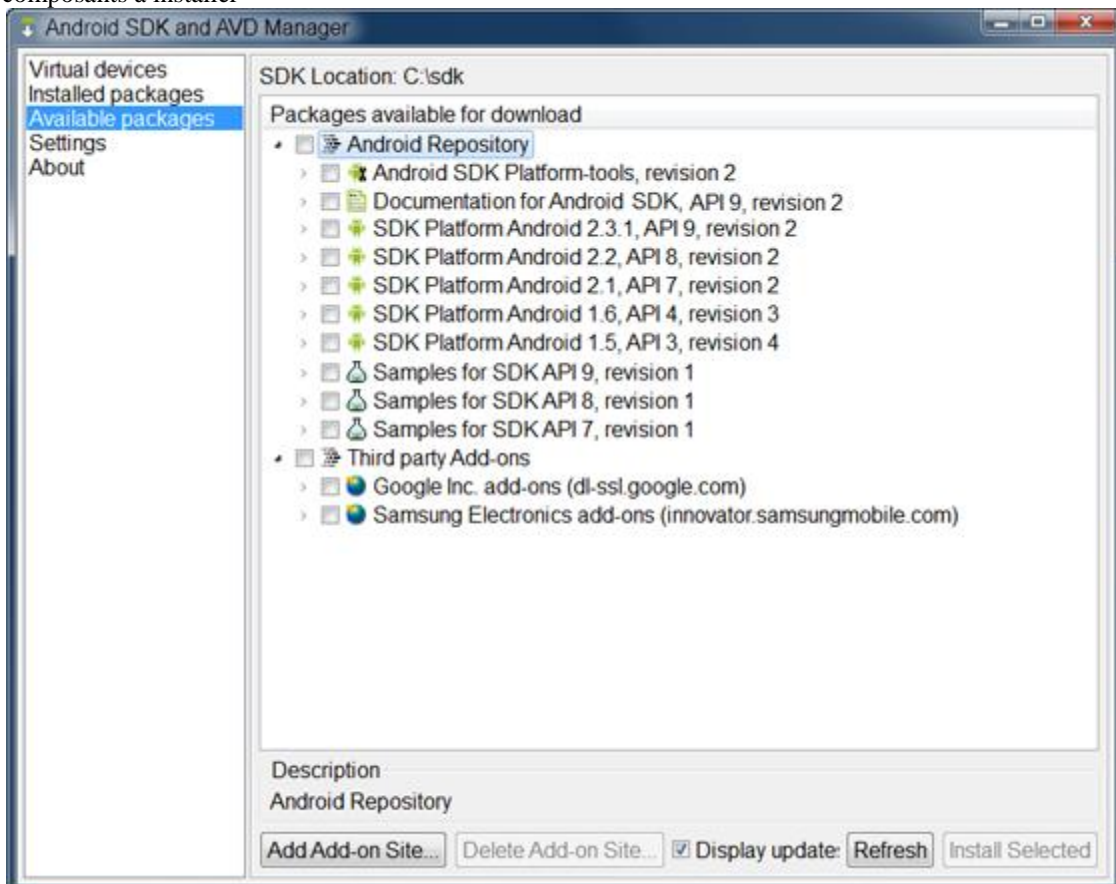 composants à installer
Android SDK and AVD Manager
Virtual devices
Installed packages
Available packages
Settings
About
SDK Location: C:\sdk
Packages available for download
Android Repository
Android SDK Platform-tools, revision 2
Documentation for Android SDK, API 9, revision 2
SDK Platform Android 2.3.1, API 9, revision 2
SDK Platform Android 2.2, API 8, revision 2
SDK Platform Android 2.1, API 7, revision 2
SDK Platform Android 1.6, API 4, revision 3
SDK Platform Android 1.5, API 3, revision 4
Samples for SDK API 9, revision 1
Samples for SDK API 8, revision 1
Samples for SDK API 7, revision 1
Third party Add-ons
Google Inc. add-ons (dl-ssl.google.com)
Samsung Electronics add-ons (innovator.samsungmobile.com)
Description
Android Repository
Add Add-on Site... Delete Add-on Site... Display update: Refresh Install Selected